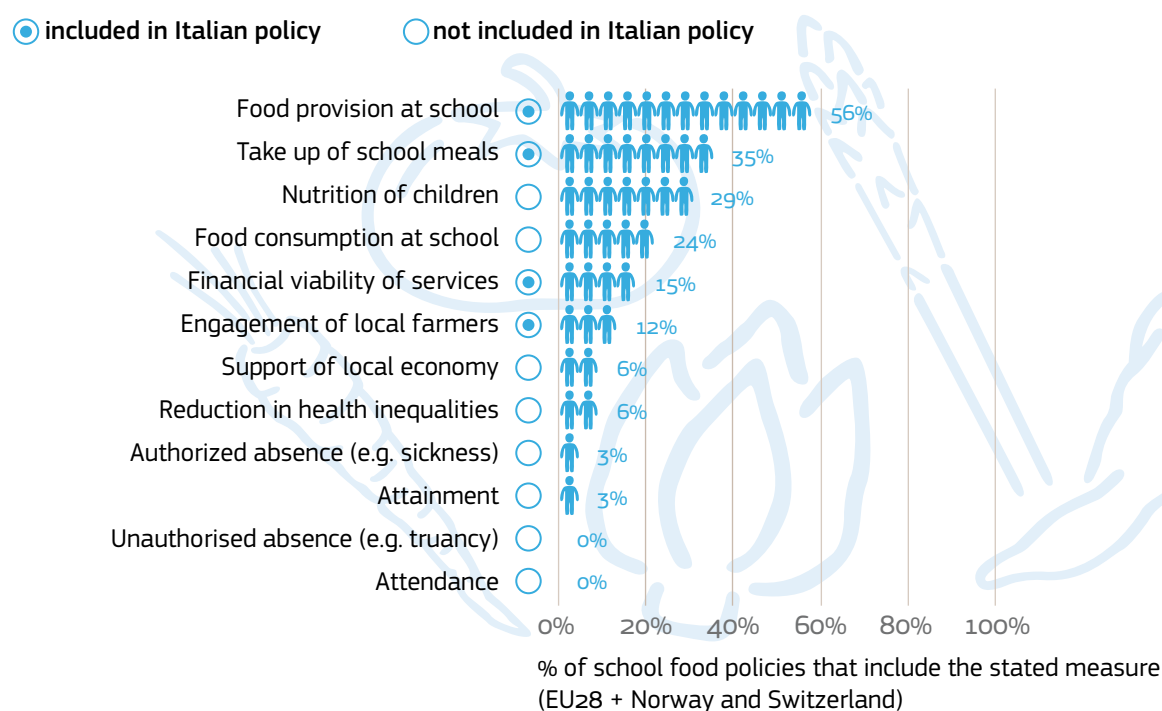 included in Italian policy not included in Italian policy
Food provision at school 56%
Take up of school meals 35%
Nutrition of children 29%
Food consumption at school 24%
Financial viability of services 15%
Engagement of local farmers 12%
Support of local economy 6%
Reduction in health inequalities 6%
Authorized absence (e.g. sickness) 3%
Attainment 3%
Unauthorised absence (e.g. truancy) 0%
Attendance 0%
0% 20% 40% 60% 80% 100%
% of school food policies that include the stated measure
(EU28 + Norway and Switzerland)